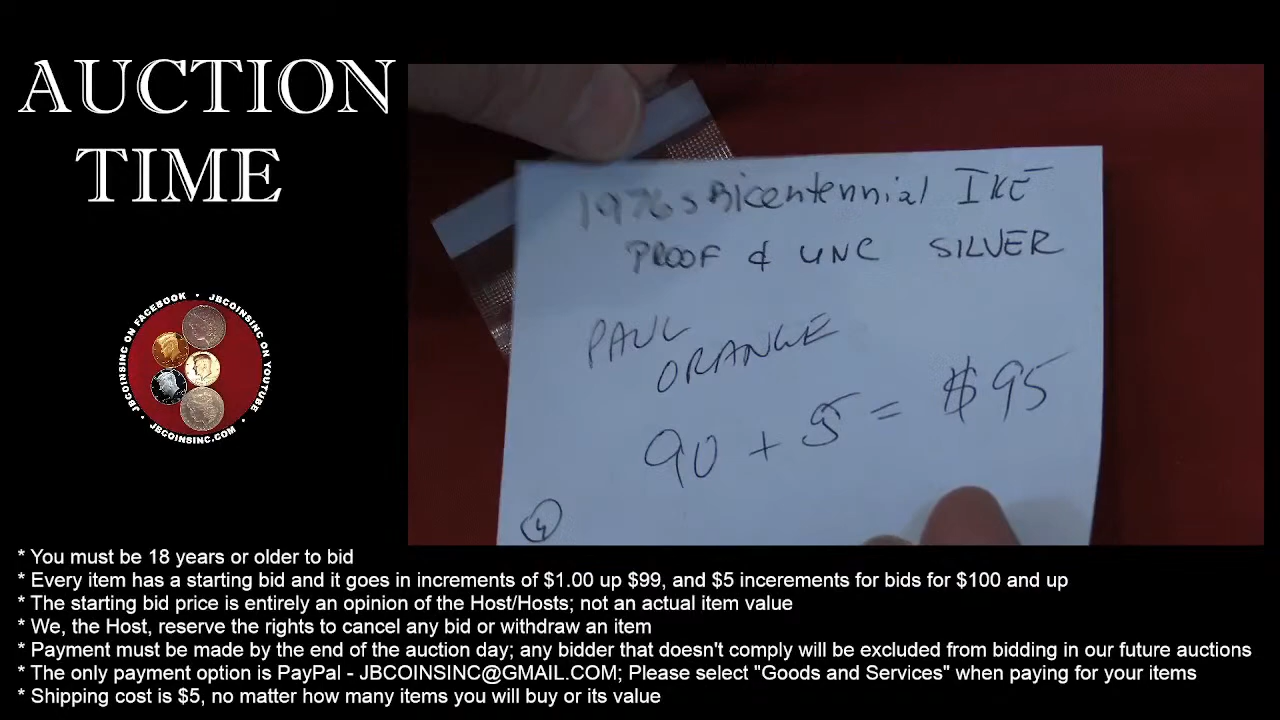 AUCTION
TIME
1976 s Bicentennial IKE
PROOF & UNC SILVER
PAUL
ORANGE
90 + 5 = $95
4
JBCOINSINC ON FACEBOOK • JBCOINSINC ON YOUTUBE • JBCOINSINC.COM •
* You must be 18 years or older to bid
* Every item has a starting bid and it goes in increments of $1.00 up $99, and $5 incerements for bids for $100 and up
* The starting bid price is entirely an opinion of the Host/Hosts; not an actual item value
* We, the Host, reserve the rights to cancel any bid or withdraw an item
* Payment must be made by the end of the auction day; any bidder that doesn't comply will be excluded from bidding in our future auctions
* The only payment option is PayPal - JBCOINSINC@GMAIL.COM; Please select "Goods and Services" when paying for your items
* Shipping cost is $5, no matter how many items you will buy or its value